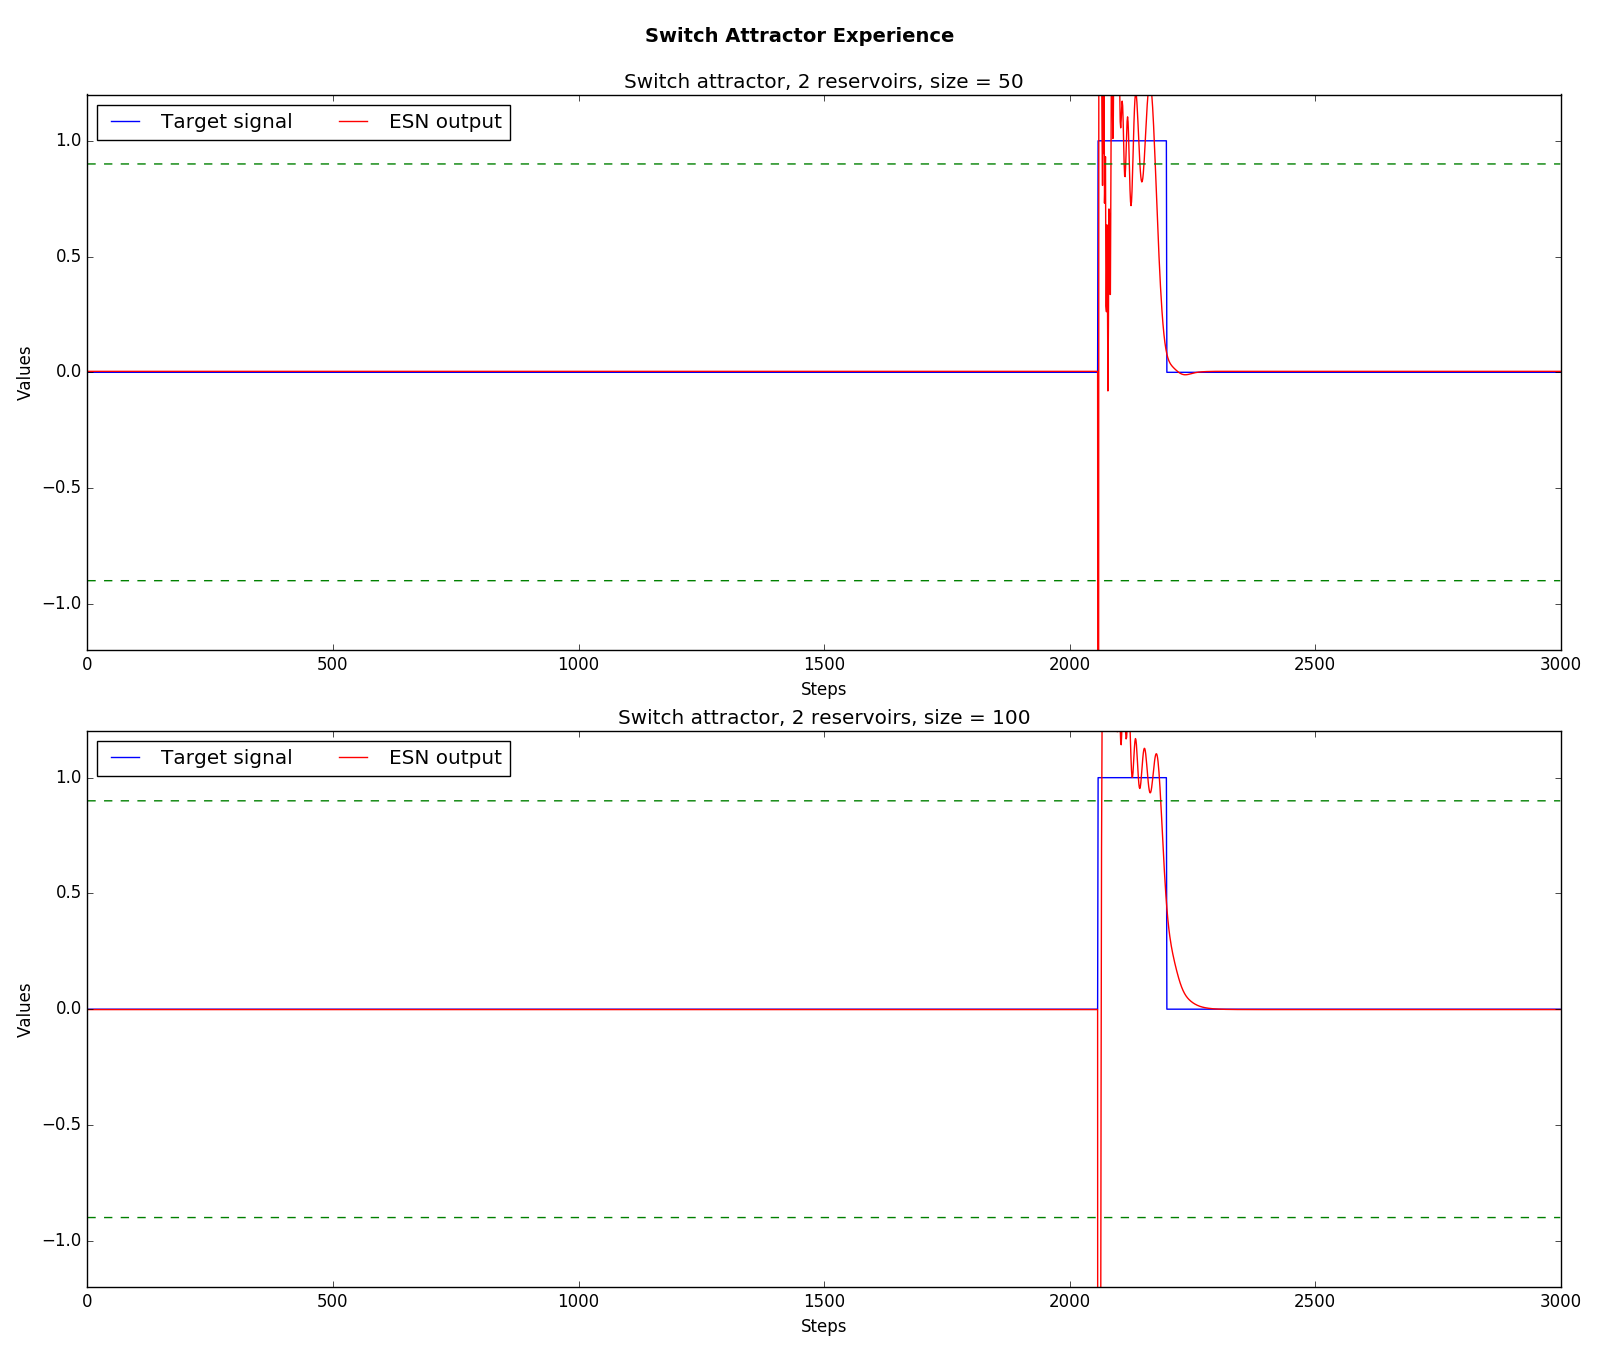 Switch Attractor Experience
Switch attractor, 2 reservoirs, size = 50
Target signal ESN output
1.0
0.5
0.0
−0.5
−1.0
Values
0 500 1000 1500 2000 2500 3000
Steps
Switch attractor, 2 reservoirs, size = 100
Target signal ESN output
1.0
0.5
0.0
−0.5
−1.0
Values
0 500 1000 1500 2000 2500 3000
Steps